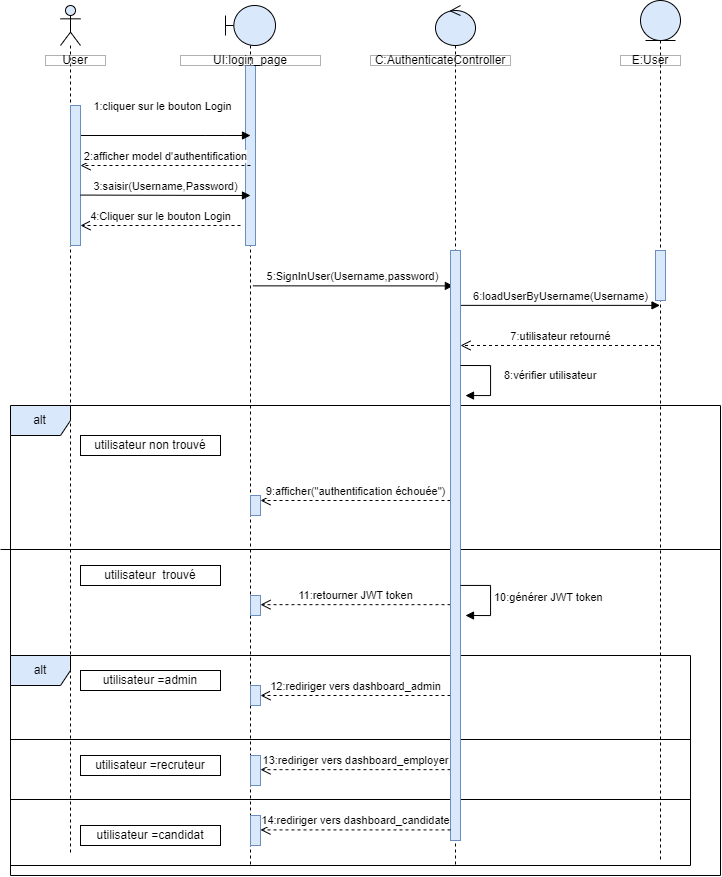 User
UI:login_page
C:AuthenticateController
E:User
1:cliquer sur le bouton Login
2:afficher model d'authentification
3:saisir(Username,Password)
4:Cliquer sur le bouton Login
5:SignInUser(Username,password)
6:loadUserByUsername(Username)
7:utilisateur retourné
8:vérifier utilisateur
alt
utilisateur non trouvé
9:afficher("authentification échouée")
utilisateur trouvé
11:retourner JWT token
10:générer JWT token
alt
utilisateur =admin
12:rediriger vers dashboard_admin
utilisateur =recruteur
13:rediriger vers dashboard_employer
14:rediriger vers dashboard_candidate
utilisateur =candidat